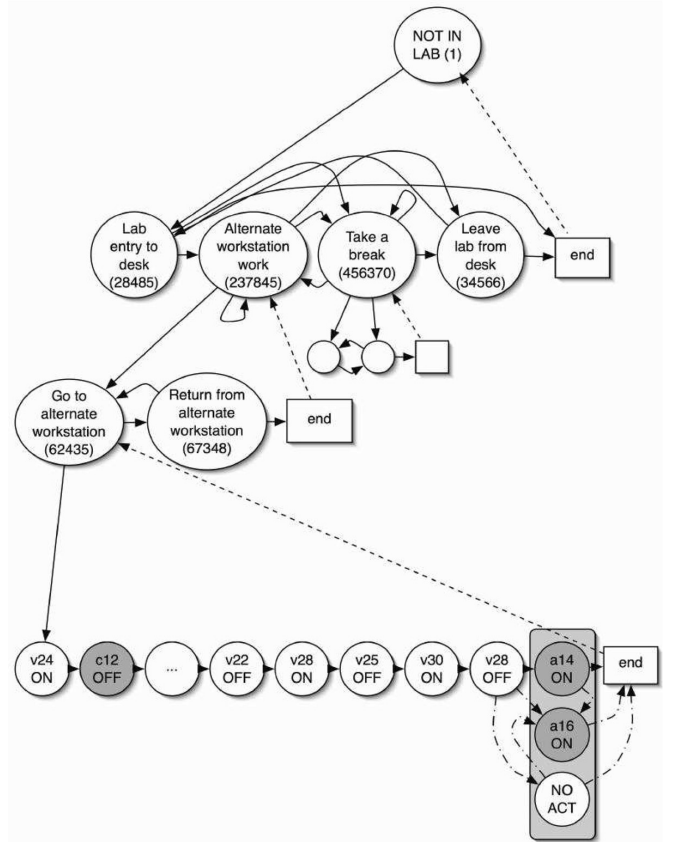 NOT IN
LAB (1)
Lab
entry to
desk
(28485)
Alternate
workstation
work
(237845)
Take a
break
(456370)
Leave
lab from
desk
(34566)
end
Go to
alternate
workstation
(62435)
Return from
alternate
workstation
(67348)
end
v24
ON
c12
OFF
...
v22
OFF
v28
ON
v25
OFF
v30
ON
v28
OFF
a14
ON
end
a16
ON
NO
ACT